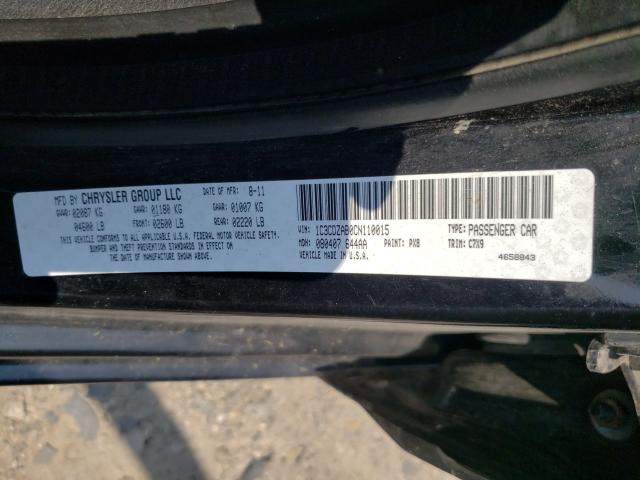 MFD BY CHRYSLER GROUP LLC DATE OF MFR: 8-11
GVWR: 02087 KG GAWR: 01180 KG GAWR: 01007 KG
04600 LB FRONT: 02600 LB REAR: 02220 LB
THIS VEHICLE CONFORMS TO ALL APPLICABLE U.S.A. FEDERAL MOTOR VEHICLE SAFETY,
BUMPER AND THEFT PREVENTION STANDARDS IN EFFECT ON THE
DATE OF MANUFACTURE SHOWN ABOVE.
VIN: 1C3CDZAB0CN110015 TYPE: PASSENGER CAR
MDH: 080407 644AA PAINT: PX8 TRIM: C7X9
VEHICLE MADE IN U.S.A. 4658843